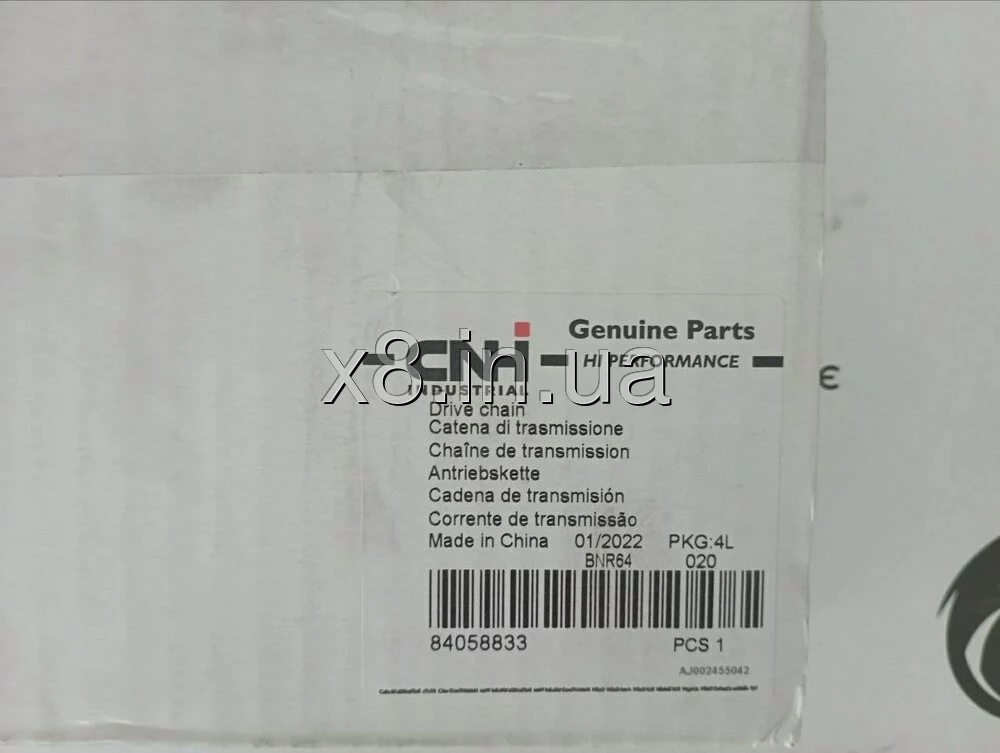 Genuine Parts
CNH
HI PERFORMANCE
INDUSTRIAL
x8.in.ua
Drive chain
Catena di trasmissione
Chaîne de transmission
Antriebskette
Cadena de transmisión
Corrente de transmissão
Made in China 01/2022 PKG:4L
BNR64 020
84058833 PCS 1
AJ002455042